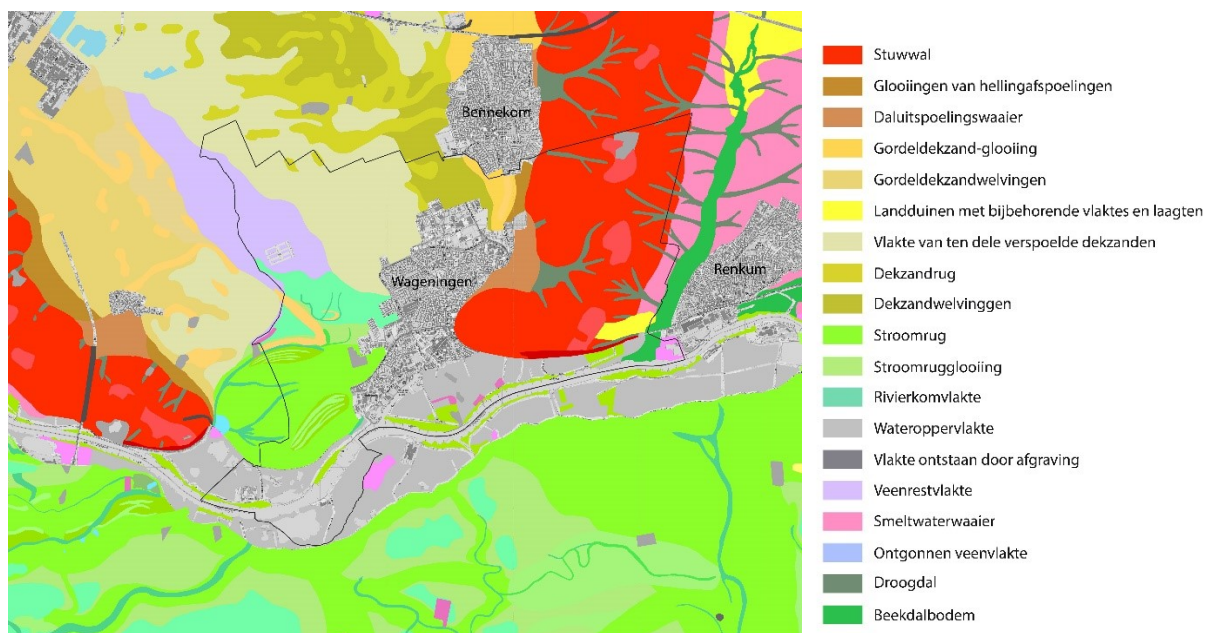 Bennekom
Wageningen
Renkum
Stuwwal
Glooiingen van hellingafspoelingen
Daluitspoelingswaaier
Gordeldekzand-glooiing
Gordeldekzandwelvingen
Landduinen met bijbehorende vlaktes en laagten
Vlakte van ten dele verspoelde dekzanden
Dekzandrug
Dekzandwelvinggen
Stroomrug
Stroomrugglooiing
Rivierkomvlakte
Wateroppervlakte
Vlakte ontstaan door afgraving
Veenrestvlakte
Smeltwaterwaaier
Ontgonnen veenvlakte
Droogdal
Beekdalbodem